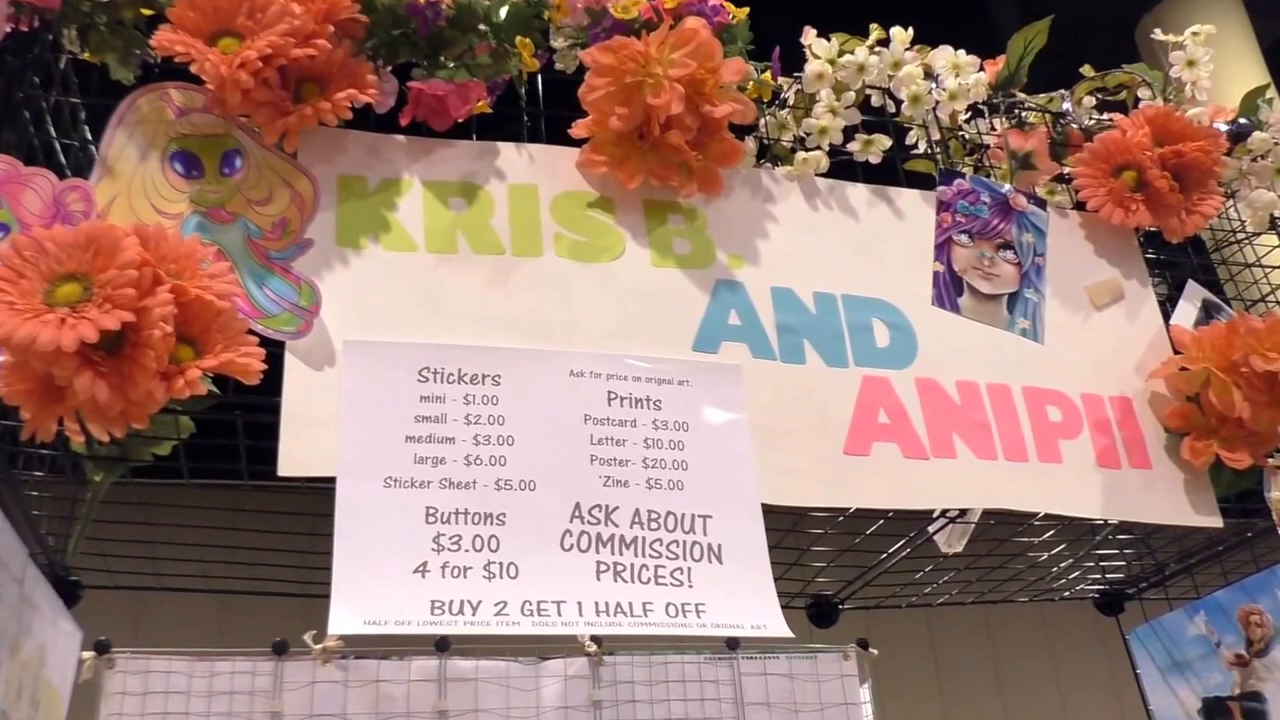 KRIS B.
AND
ANIPII
Stickers
mini - $1.00
small - $2.00
medium - $3.00
large - $6.00
Sticker Sheet - $5.00
Buttons
$3.00
4 for $10
Ask for price on orignal art.
Prints
Postcard - $3.00
Letter - $10.00
Poster- $20.00
'Zine - $5.00
ASK ABOUT
COMMISSION
PRICES!
BUY 2 GET 1 HALF OFF
HALF OFF LOWEST PRICE ITEM DOES NOT INCLUDE COMMISSIONS OR ORIGNAL ART